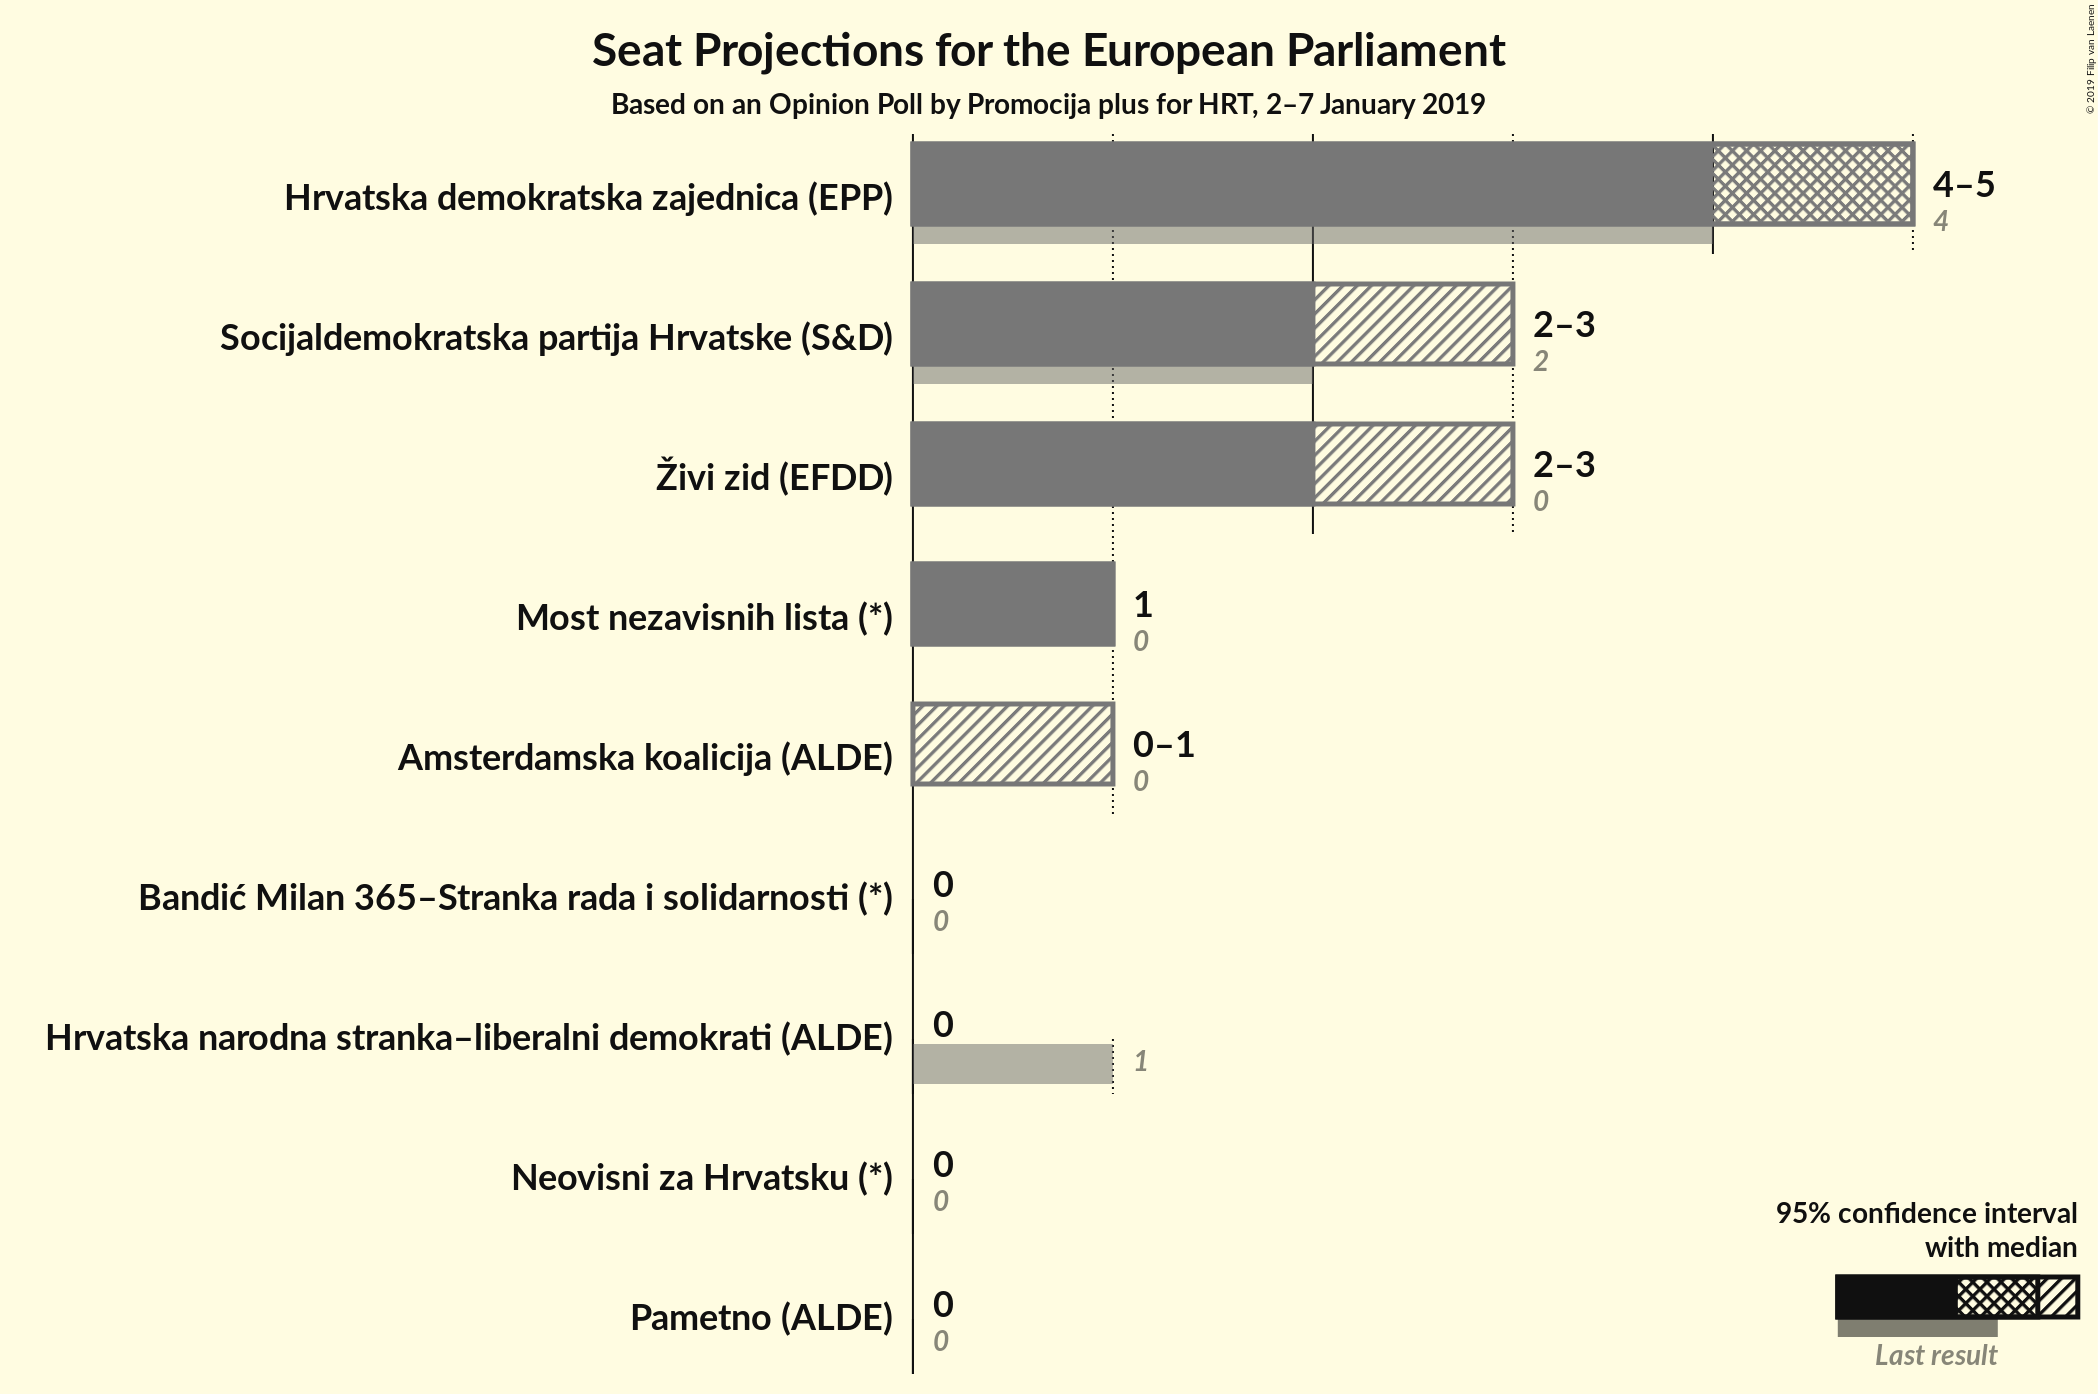 Seat Projections for the European Parliament
Based on an Opinion Poll by Promocija plus for HRT, 2–7 January 2019
© 2019 Filip van Laenen
Hrvatska demokratska zajednica (EPP)
4–5
4
Socijaldemokratska partija Hrvatske (S&D)
2–3
2
Živi zid (EFDD)
2–3
0
Most nezavisnih lista (*)
1
0
Amsterdamska koalicija (ALDE)
0–1
0
Bandić Milan 365–Stranka rada i solidarnosti (*)
0
0
Hrvatska narodna stranka–liberalni demokrati (ALDE)
0
1
Neovisni za Hrvatsku (*)
0
0
Pametno (ALDE)
0
0
95% confidence interval
with median
Last result